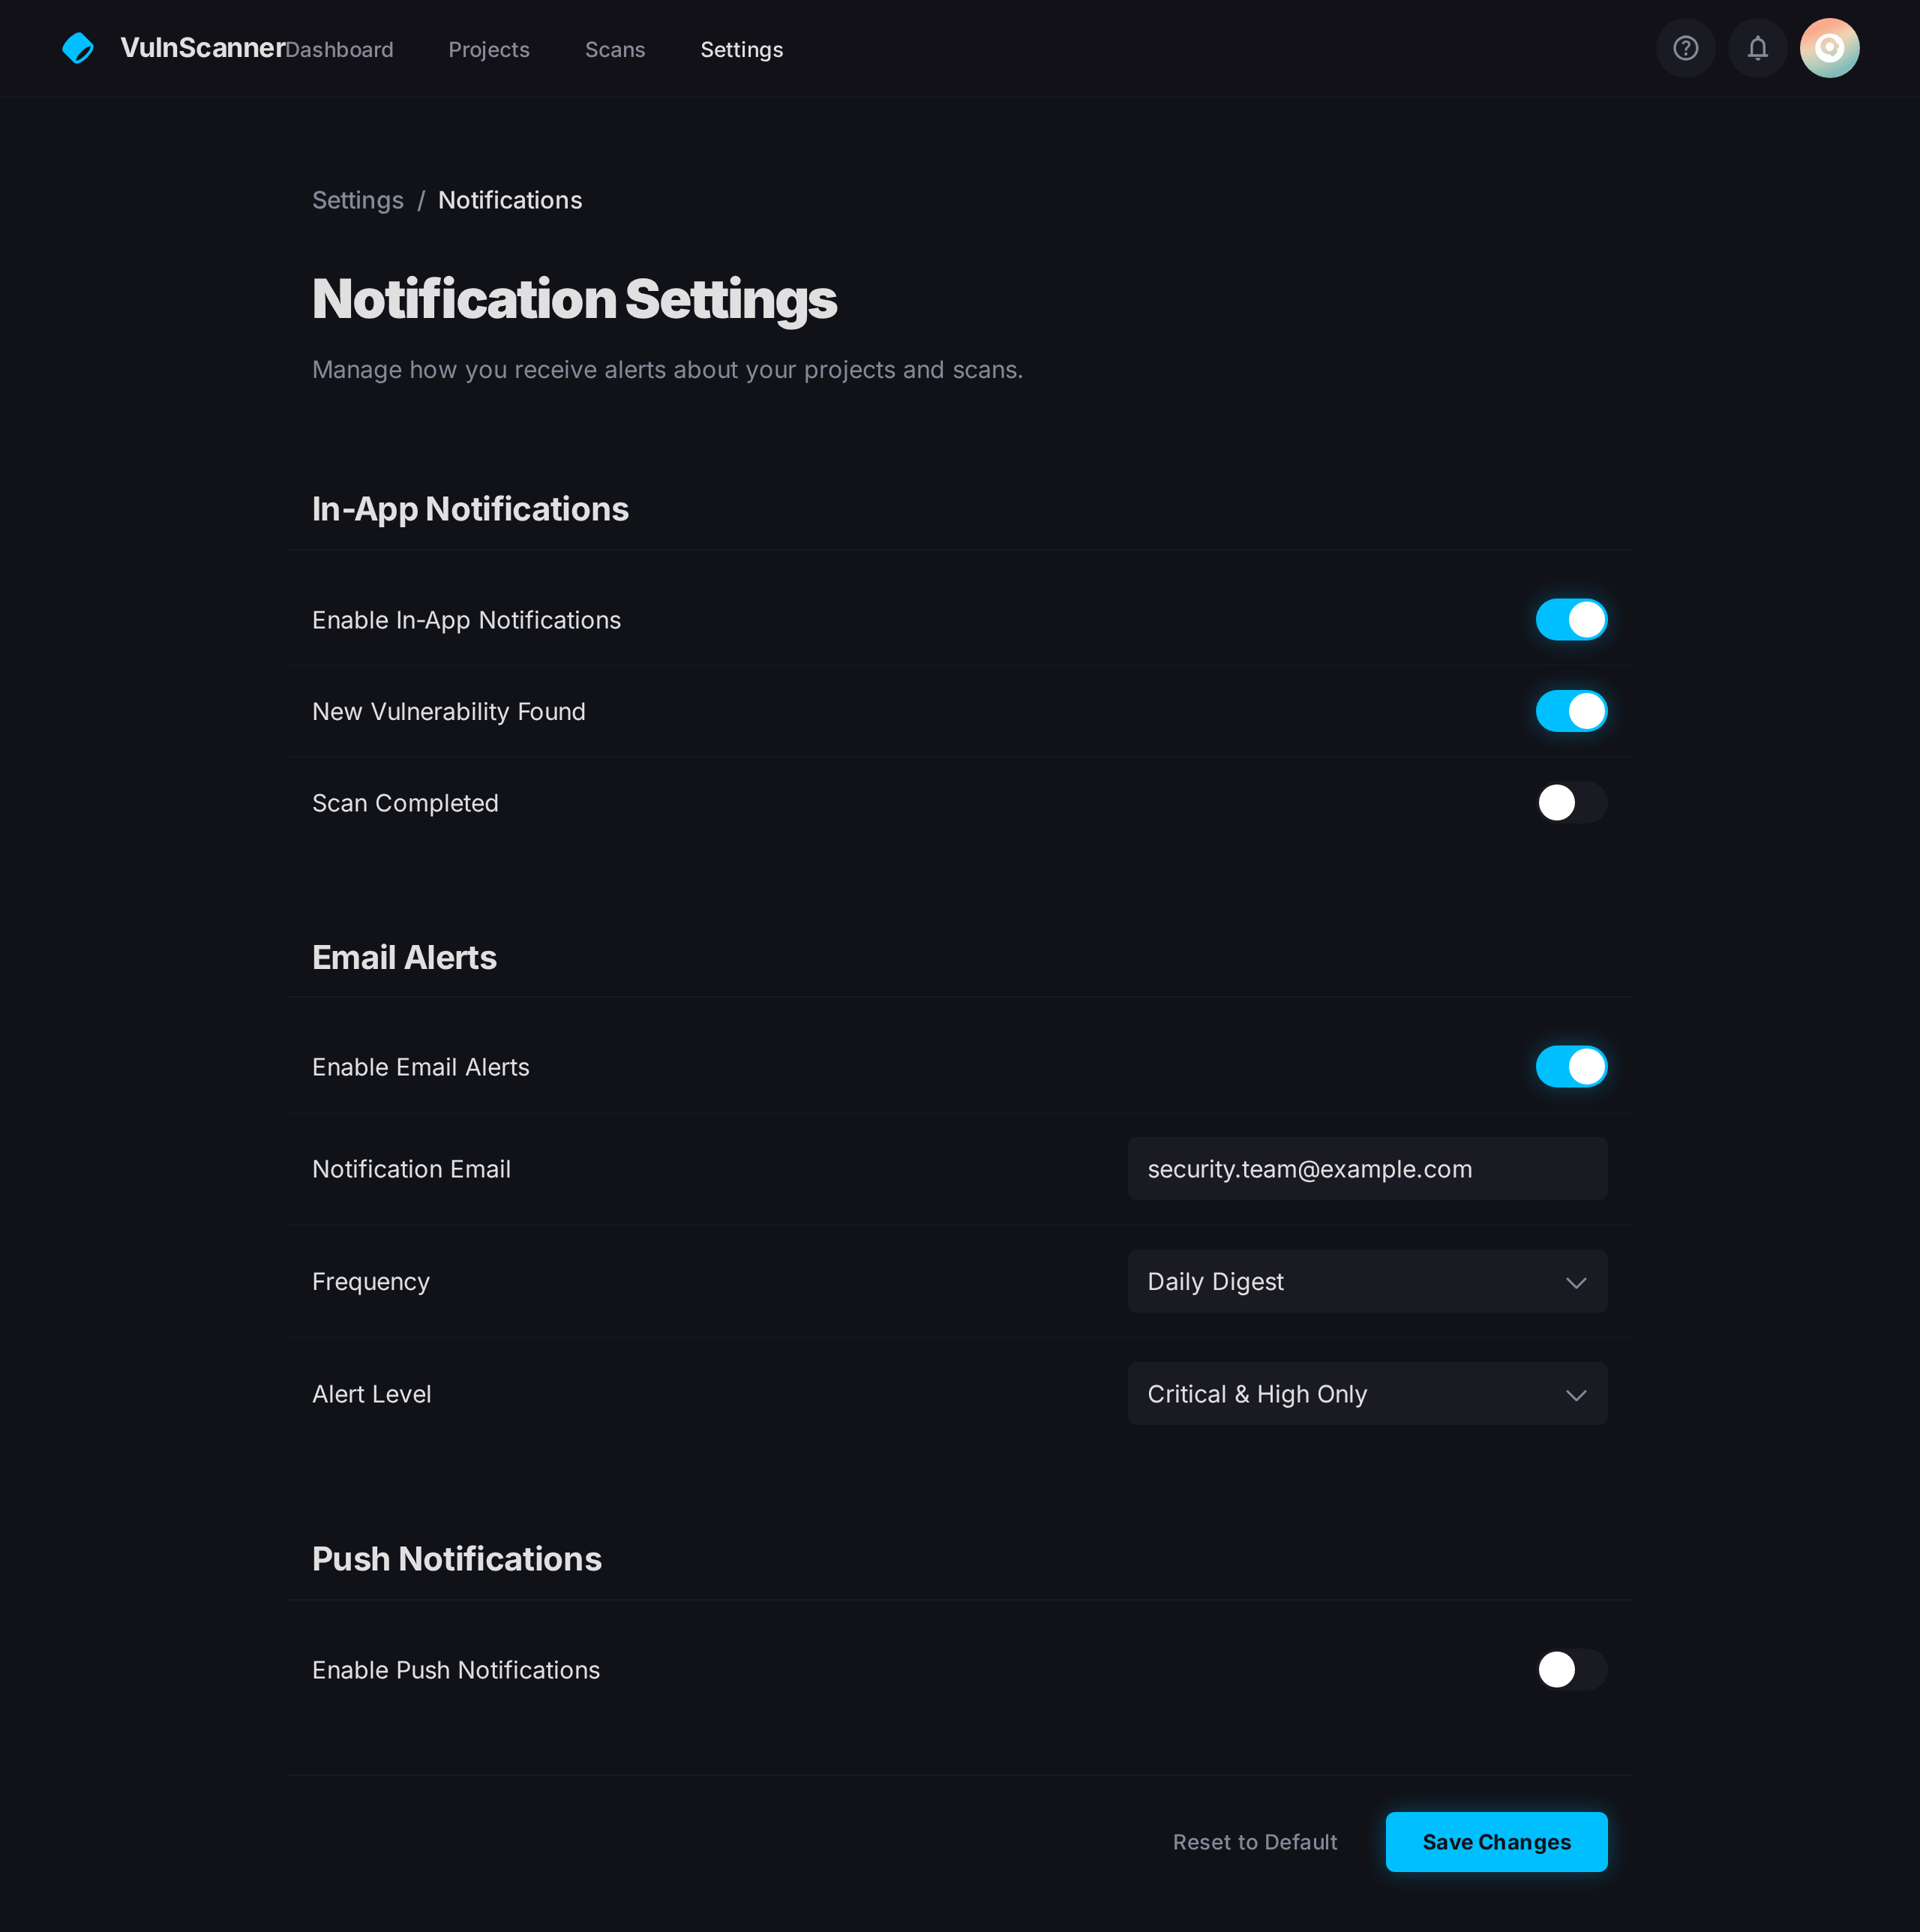 VulnScanner Dashboard Projects Scans Settings
Settings / Notifications
Notification Settings
Manage how you receive alerts about your projects and scans.
In-App Notifications
Enable In-App Notifications
New Vulnerability Found
Scan Completed
Email Alerts
Enable Email Alerts
Notification Email security.team@example.com
Frequency Daily Digest
Alert Level Critical & High Only
Push Notifications
Enable Push Notifications
Reset to Default Save Changes